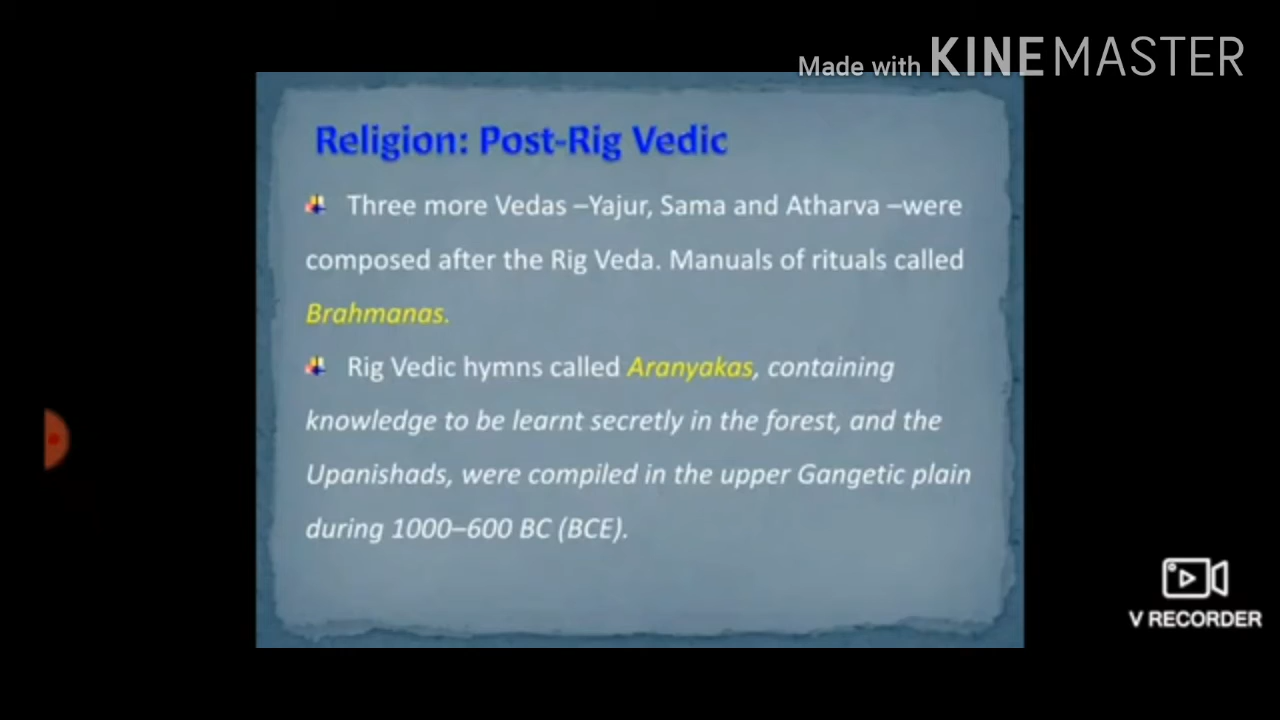 Made with KINEMASTER
Religion: Post-Rig Vedic
Three more Vedas –Yajur, Sama and Atharva –were
composed after the Rig Veda. Manuals of rituals called
Brahmanas.
Rig Vedic hymns called Aranyakas, containing
knowledge to be learnt secretly in the forest, and the
Upanishads, were compiled in the upper Gangetic plain
during 1000–600 BC (BCE).
V RECORDER